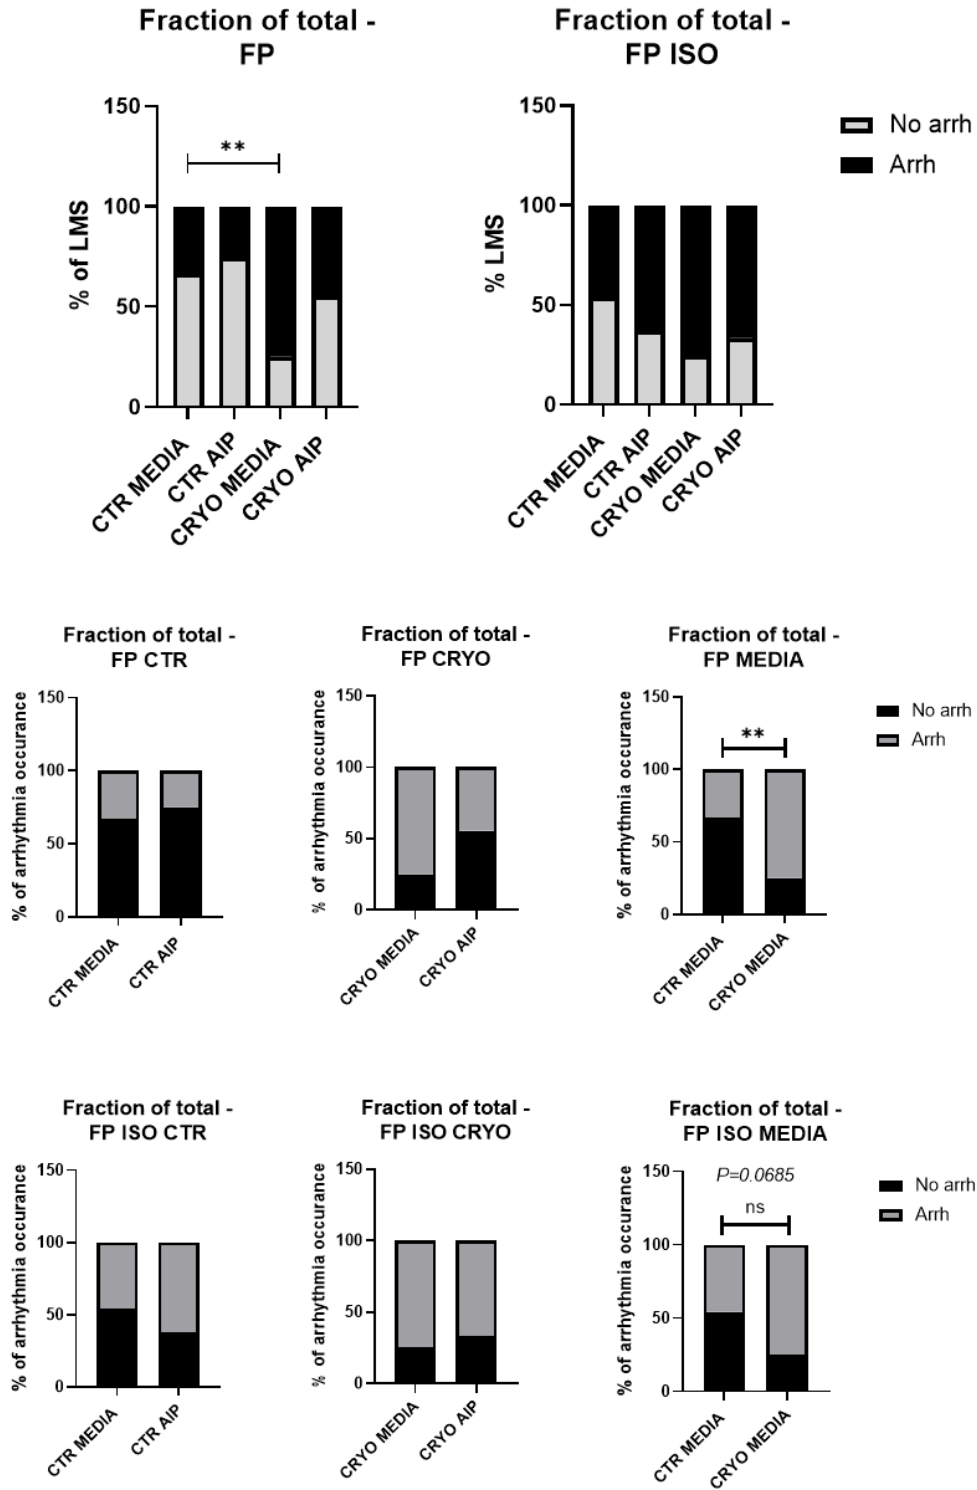 Fraction of total -
FP
150
100
50
0
% of LMS
**
CTR MEDIA
CTR AIP
CRYO MEDIA
CRYO AIP
Fraction of total -
FP ISO
150
100
50
0
% LMS
CTR MEDIA
CTR AIP
CRYO MEDIA
CRYO AIP
No arrh
Arrh
Fraction of total -
FP CTR
150
100
50
0
% of arrhythmia occurance
CTR MEDIA
CTR AIP
Fraction of total -
FP CRYO
150
100
50
0
% of arrhythmia occurance
CRYO MEDIA
CRYO AIP
Fraction of total -
FP MEDIA
150
100
50
0
% of arrhythmia occurance
**
CTR MEDIA
CRYO MEDIA
No arrh
Arrh
Fraction of total -
FP ISO CTR
150
100
50
0
% of arrhythmia occurance
CTR MEDIA
CTR AIP
Fraction of total -
FP ISO CRYO
150
100
50
0
% of arrhythmia occurance
CRYO MEDIA
CRYO AIP
Fraction of total -
FP ISO MEDIA
150
100
50
0
% of arrhythmia occurance
P=0.0685
ns
CTR MEDIA
CRYO MEDIA
No arrh
Arrh